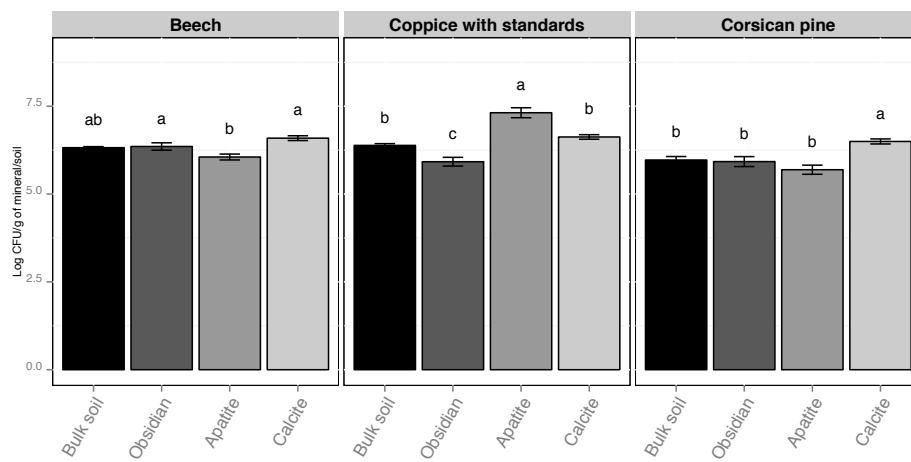 Beech
Coppice with standards
Corsican pine
Log CFU/g of mineral/soil
7.5
5.0
2.5
0.0
ab
a
b
a
b
c
a
b
b
b
b
a
Bulk soil
Obsidian
Apatite
Calcite
Bulk soil
Obsidian
Apatite
Calcite
Bulk soil
Obsidian
Apatite
Calcite